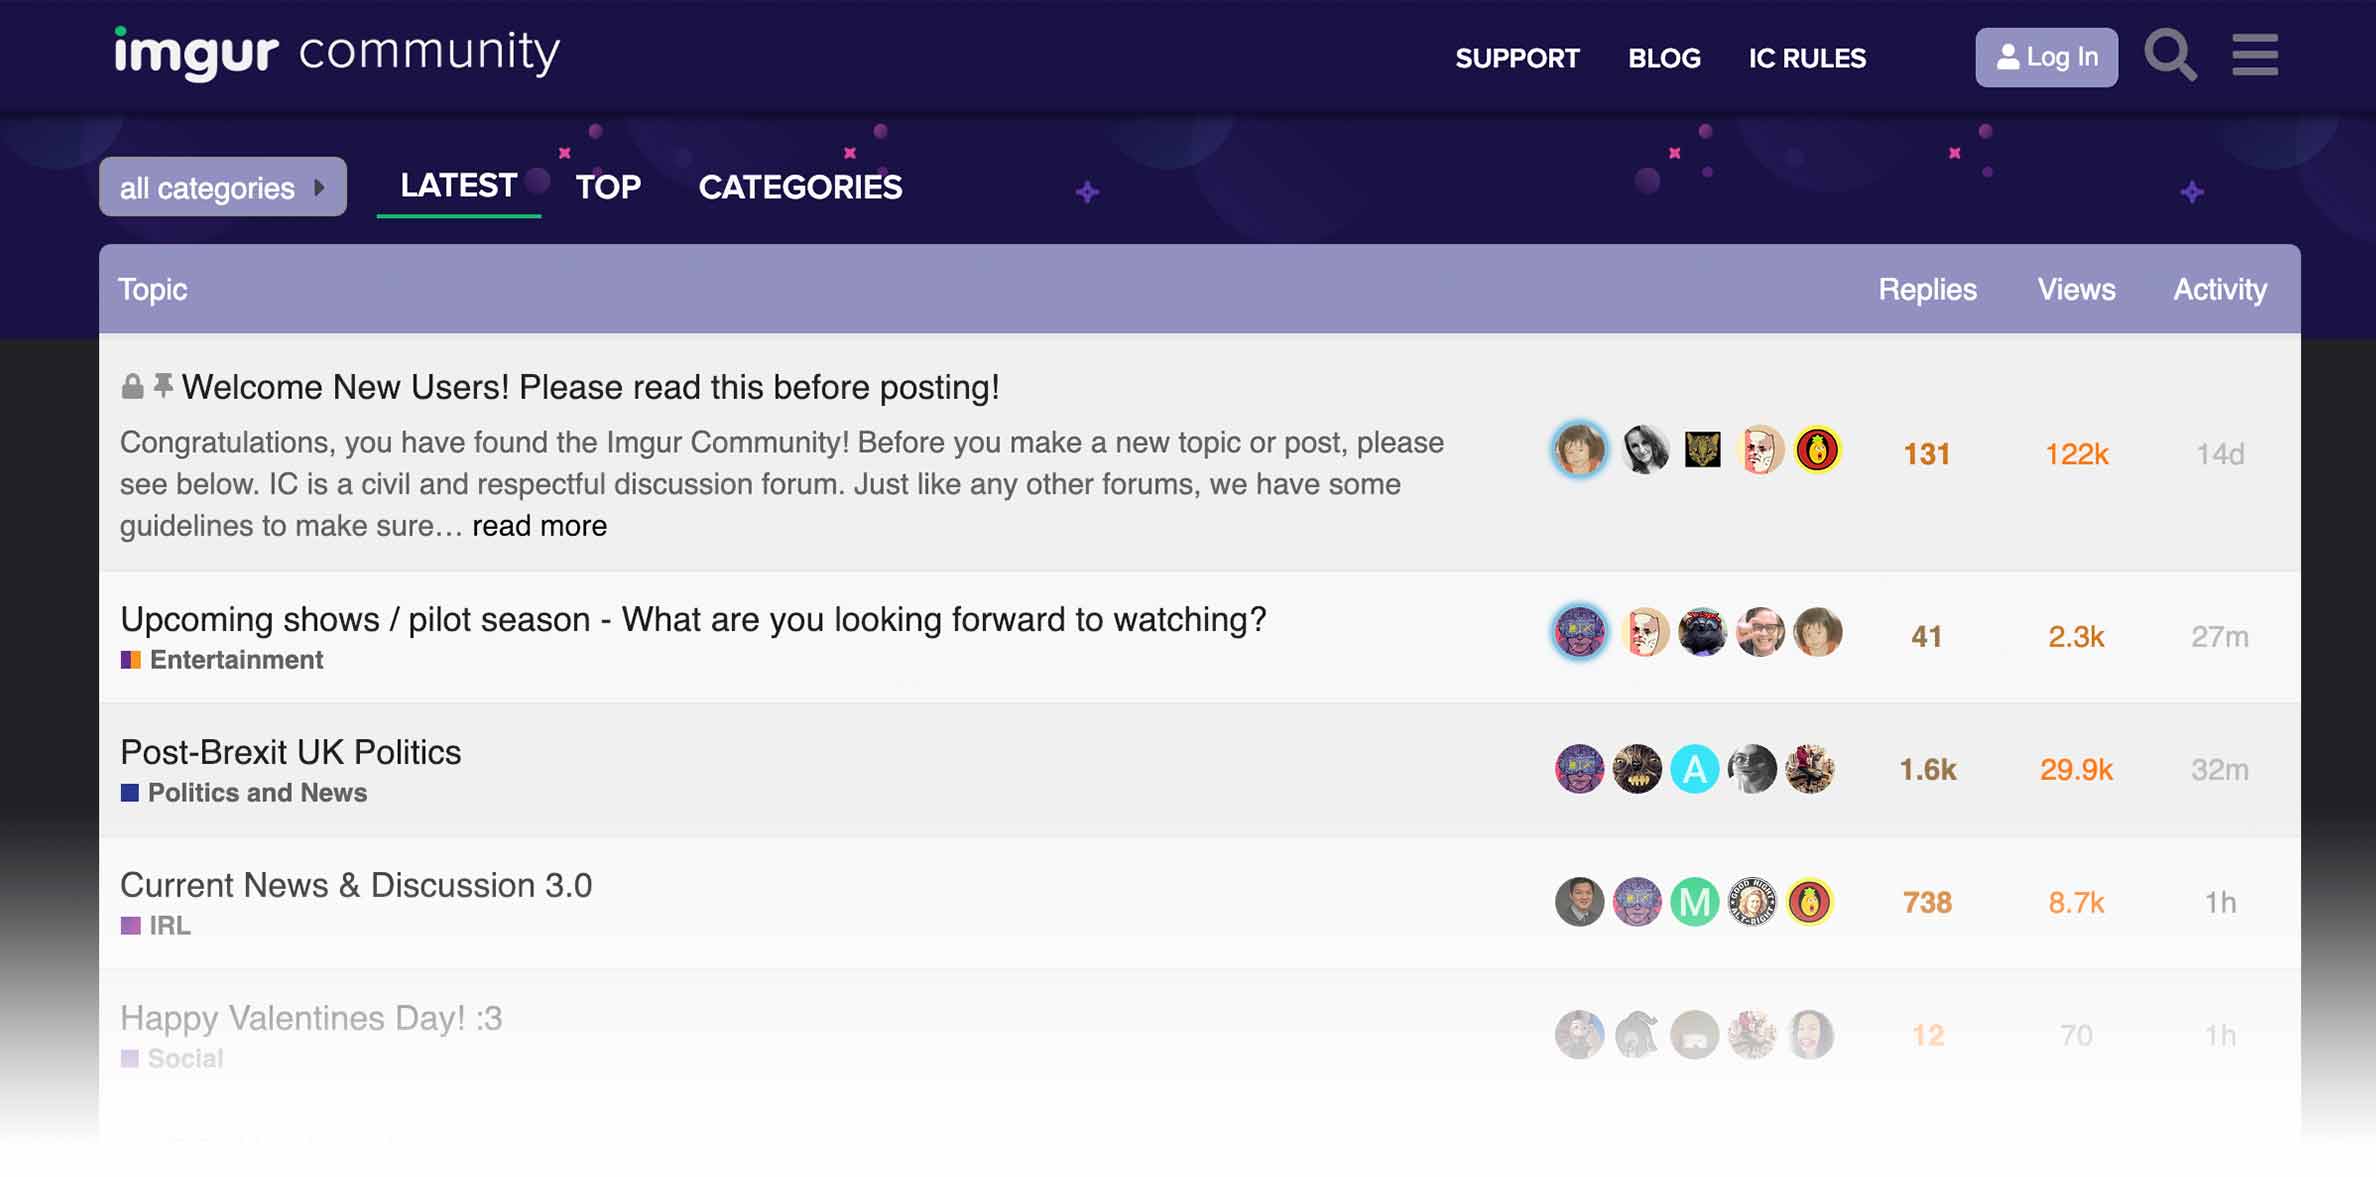 imgur community
SUPPORT BLOG IC RULES Log In
all categories LATEST TOP CATEGORIES
Topic Replies Views Activity
Welcome New Users! Please read this before posting!
Congratulations, you have found the Imgur Community! Before you make a new topic or post, please
see below. IC is a civil and respectful discussion forum. Just like any other forums, we have some
guidelines to make sure… read more
131 122k 14d
Upcoming shows / pilot season - What are you looking forward to watching?
Entertainment
41 2.3k 27m
Post-Brexit UK Politics
Politics and News
A
1.6k 29.9k 32m
Current News & Discussion 3.0
IRL
M
GOOD NIGHT
ALT-RIGHT
738 8.7k 1h
Happy Valentines Day! :3
Social
12 70 1h